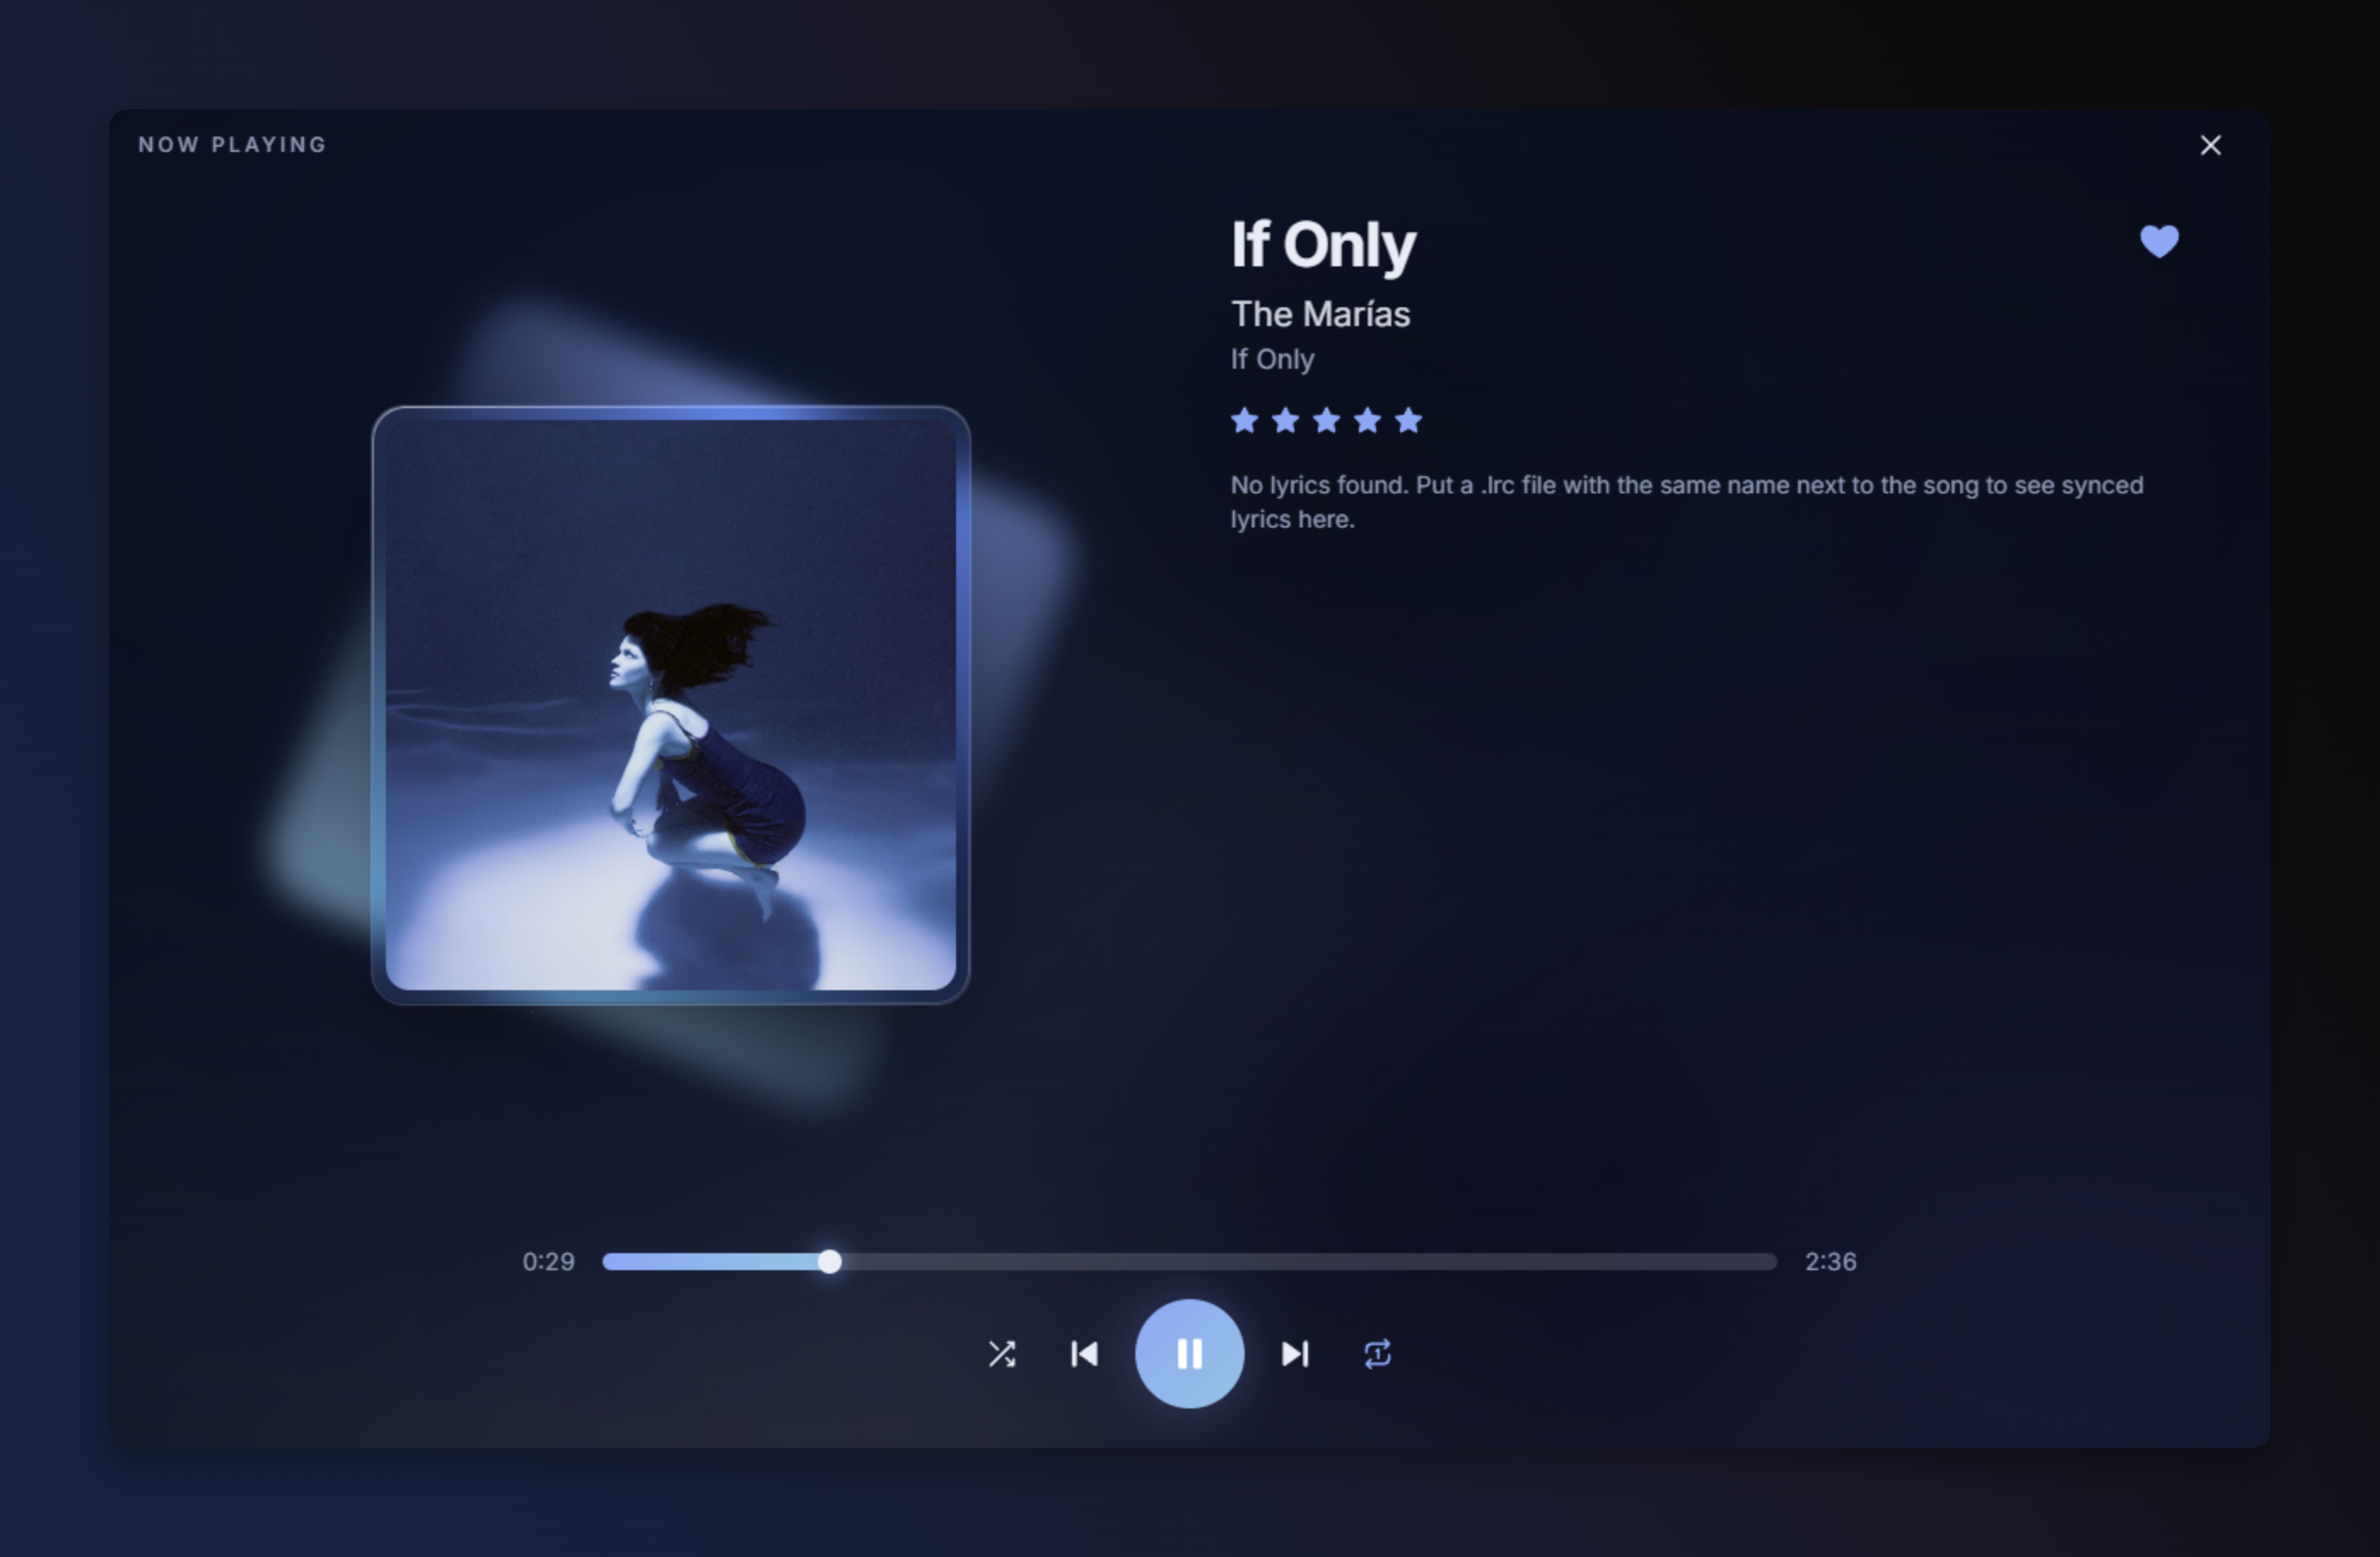 NOW PLAYING
If Only
The Marías
If Only
No lyrics found. Put a .lrc file with the same name next to the song to see synced
lyrics here.
0:29
2:36
1